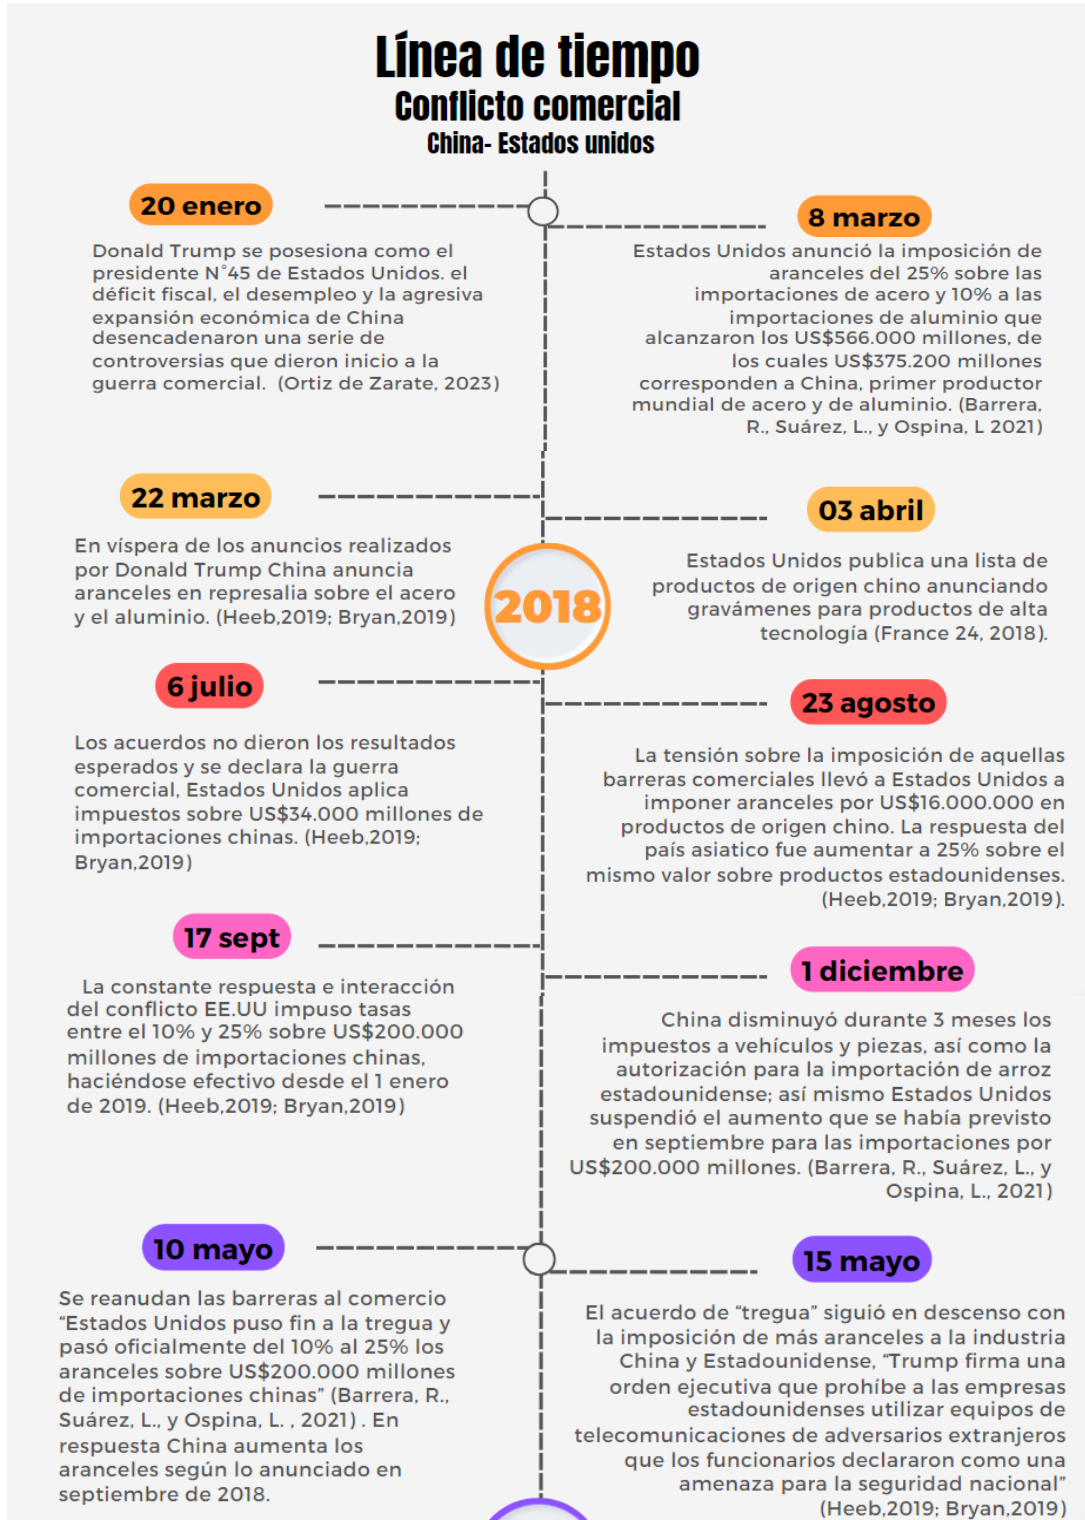 Línea de tiempo
Conflicto comercial
China- Estados unidos
20 enero
Donald Trump se posesiona como el
presidente N°45 de Estados Unidos. el
déficit fiscal, el desempleo y la agresiva
expansión económica de China
desencadenaron una serie de
controversias que dieron inicio a la
guerra comercial.  (Ortiz de Zarate, 2023)
8 marzo
Estados Unidos anunció la imposición de
aranceles del 25% sobre las
importaciones de acero y 10% a las
importaciones de aluminio que
alcanzaron los US$566.000 millones, de
los cuales US$375.200 millones
corresponden a China, primer productor
mundial de acero y de aluminio. (Barrera,
R., Suárez, L., y Ospina, L 2021)
22 marzo
En víspera de los anuncios realizados
por Donald Trump China anuncia
aranceles en represalia sobre el acero
y el aluminio. (Heeb,2019; Bryan,2019)
03 abril
Estados Unidos publica una lista de
productos de origen chino anunciando
gravámenes para productos de alta
tecnología (France 24, 2018).
2018
6 julio
Los acuerdos no dieron los resultados
esperados y se declara la guerra
comercial, Estados Unidos aplica
impuestos sobre US$34.000 millones de
importaciones chinas. (Heeb,2019;
Bryan,2019)
23 agosto
La tensión sobre la imposición de aquellas
barreras comerciales llevó a Estados Unidos a
imponer aranceles por US$16.000.000 en
productos de origen chino. La respuesta del
país asiatico fue aumentar a 25% sobre el
mismo valor sobre productos estadounidenses.
(Heeb,2019; Bryan,2019).
17 sept
La constante respuesta e interacción
del conflicto EE.UU impuso tasas
entre el 10% y 25% sobre US$200.000
millones de importaciones chinas,
haciéndose efectivo desde el 1 enero
de 2019. (Heeb,2019; Bryan,2019)
1 diciembre
China disminuyó durante 3 meses los
impuestos a vehículos y piezas, así como la
autorización para la importación de arroz
estadounidense; así mismo Estados Unidos
suspendió el aumento que se había previsto
en septiembre para las importaciones por
US$200.000 millones. (Barrera, R., Suárez, L., y
Ospina, L., 2021)
10 mayo
Se reanudan las barreras al comercio
“Estados Unidos puso fin a la tregua y
pasó oficialmente del 10% al 25% los
aranceles sobre US$200.000 millones
de importaciones chinas” (Barrera, R.,
Suárez, L., y Ospina, L. , 2021) . En
respuesta China aumenta los
aranceles según lo anunciado en
septiembre de 2018.
15 mayo
El acuerdo de “tregua” siguió en descenso con
la imposición de más aranceles a la industria
China y Estadounidense, “Trump firma una
orden ejecutiva que prohíbe a las empresas
estadounidenses utilizar equipos de
telecomunicaciones de adversarios extranjeros
que los funcionarios declararon como una
amenaza para la seguridad nacional”
(Heeb,2019; Bryan,2019)